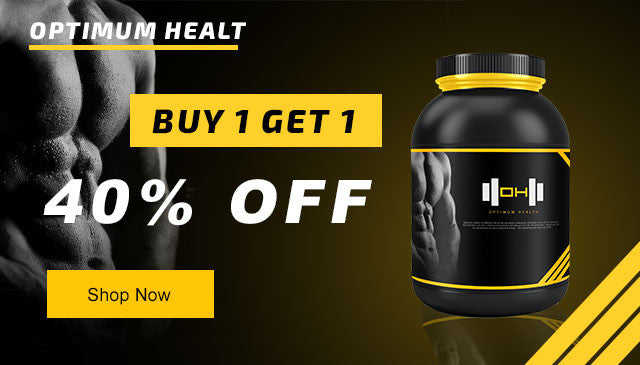 OPTIMUM HEALT
BUY 1 GET 1
40% OFF
Shop Now
OH
OPTIMUM HEALTH